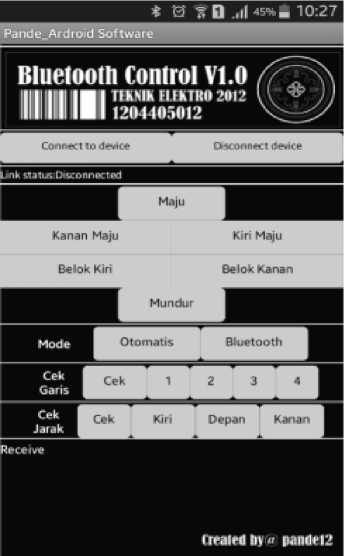 1 45% 10:27
Pande_Ardroid Software
Bluetooth Control V1.0
TEKNIK ELEKTRO 2012
1204405012
Connect to device Disconnect device
Link status:Disconnected
Maju
Kanan Maju Kiri Maju
Belok Kiri Belok Kanan
Mundur
Mode Otomatis Bluetooth
Cek Garis Cek 1 2 3 4
Cek Jarak Cek Kiri Depan Kanan
Receive
Created by@ pande12